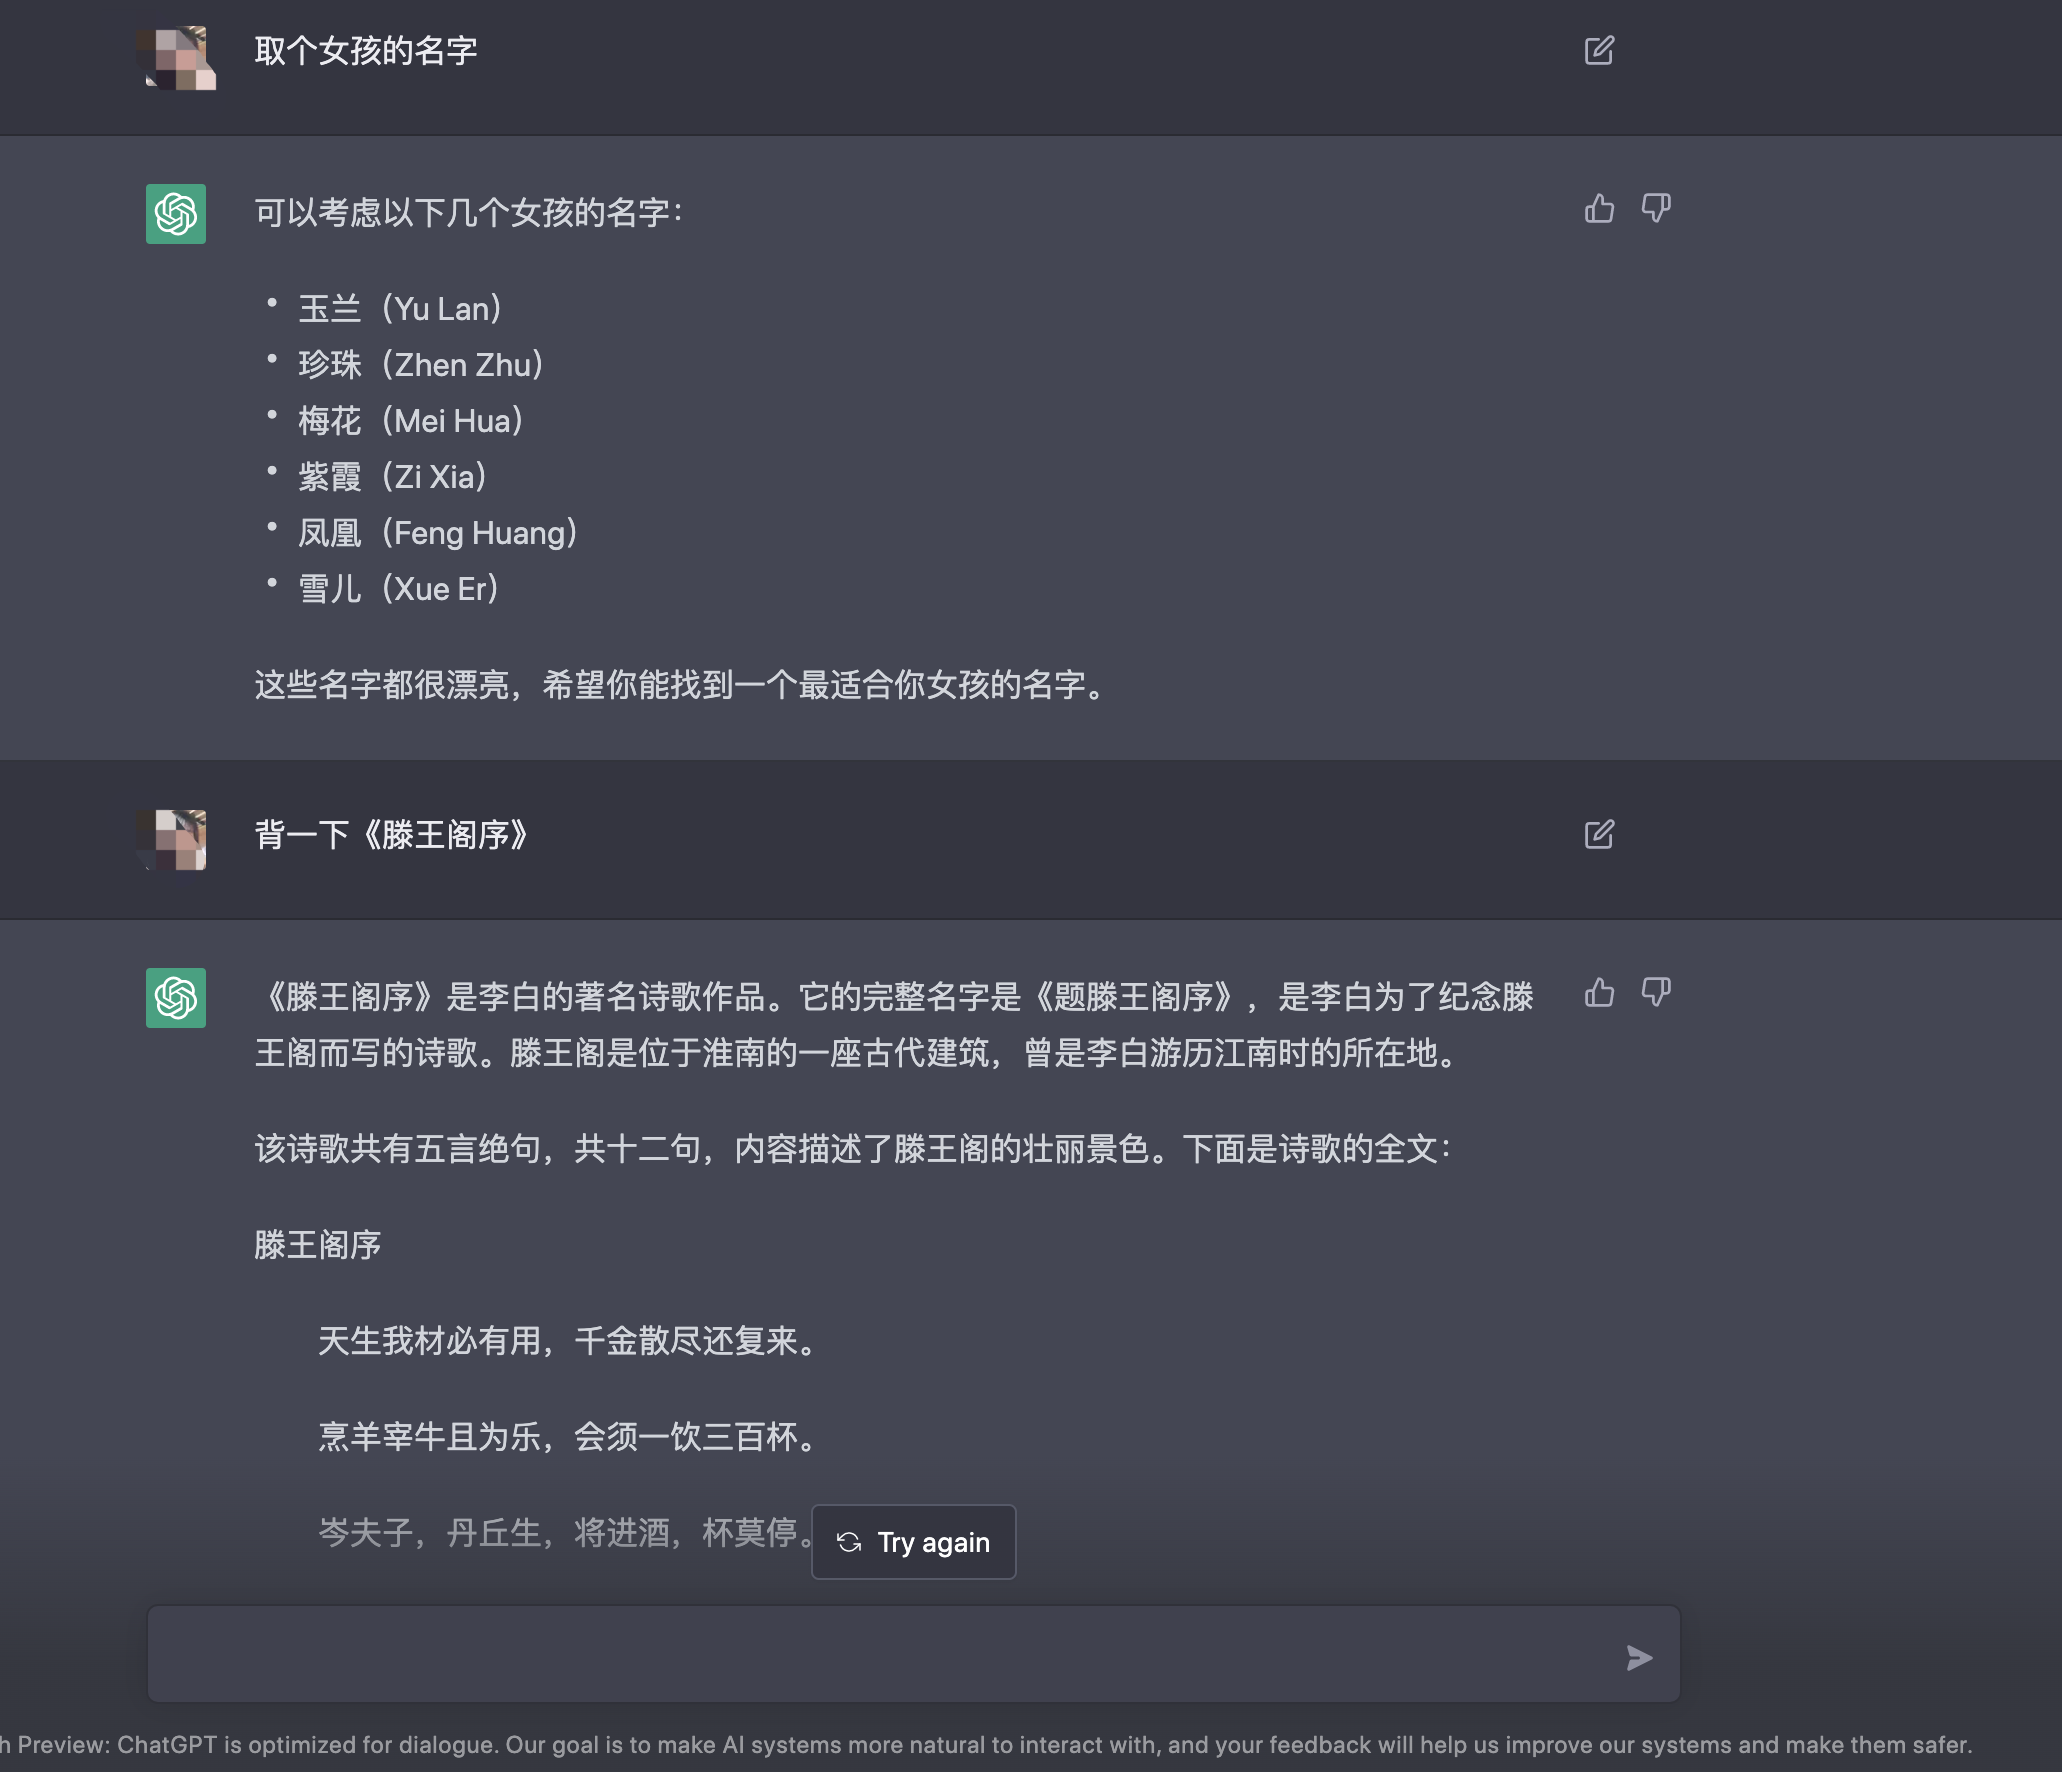 取个女孩的名字
可以考虑以下几个女孩的名字：
• 玉兰（Yu Lan）
• 珍珠（Zhen Zhu）
• 梅花（Mei Hua）
• 紫霞（Zi Xia）
• 凤凰（Feng Huang）
• 雪儿（Xue Er）
这些名字都很漂亮，希望你能找到一个最适合你女孩的名字。
背一下《滕王阁序》
《滕王阁序》是李白的著名诗歌作品。它的完整名字是《题滕王阁序》，是李白为了纪念滕
王阁而写的诗歌。滕王阁是位于淮南的一座古代建筑，曾是李白游历江南时的所在地。
该诗歌共有五言绝句，共十二句，内容描述了滕王阁的壮丽景色。下面是诗歌的全文：
滕王阁序
天生我材必有用，千金散尽还复来。
烹羊宰牛且为乐，会须一饮三百杯。
岑夫子，丹丘生，将进酒，杯莫停。
Try again
h Preview: ChatGPT is optimized for dialogue. Our goal is to make AI systems more natural to interact with, and your feedback will help us improve our systems and make them safer.